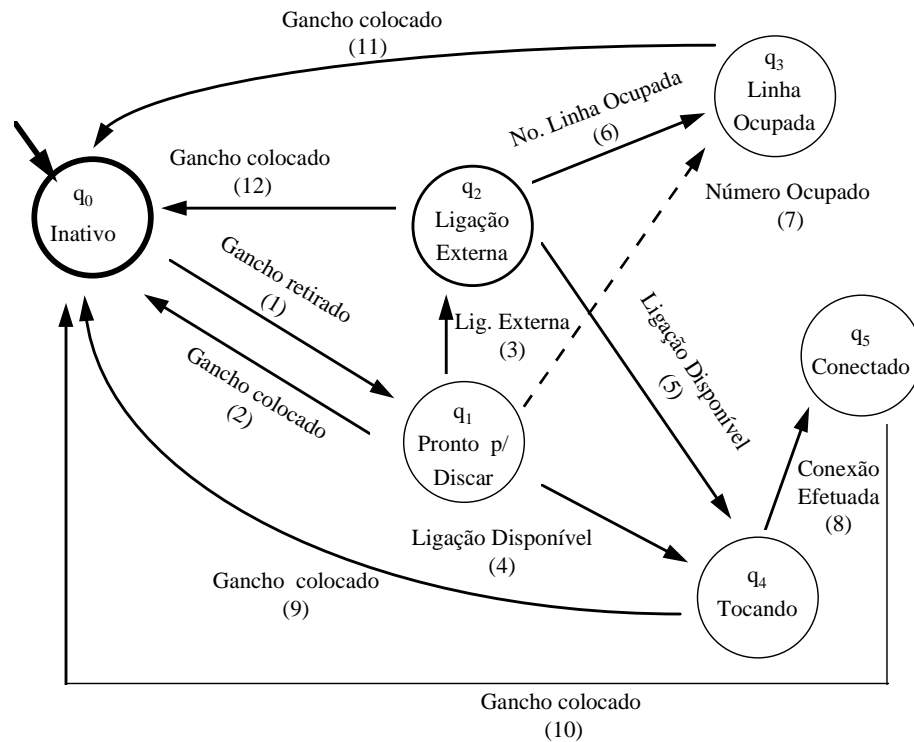 Gancho colocado
(11)
q3
Linha
Ocupada
No. Linha Ocupada
(6)
Gancho colocado
(12)
q0
Inativo
q2
Ligação
Externa
Número Ocupado
(7)
Gancho retirado
(1)
Lig. Externa
(3)
Ligação Disponível
(5)
q5
Conectado
Gancho colocado
(2)
q1
Pronto p/
Discar
Conexão
Efetuada
(8)
Ligação Disponível
(4)
Gancho colocado
(9)
q4
Tocando
Gancho colocado
(10)